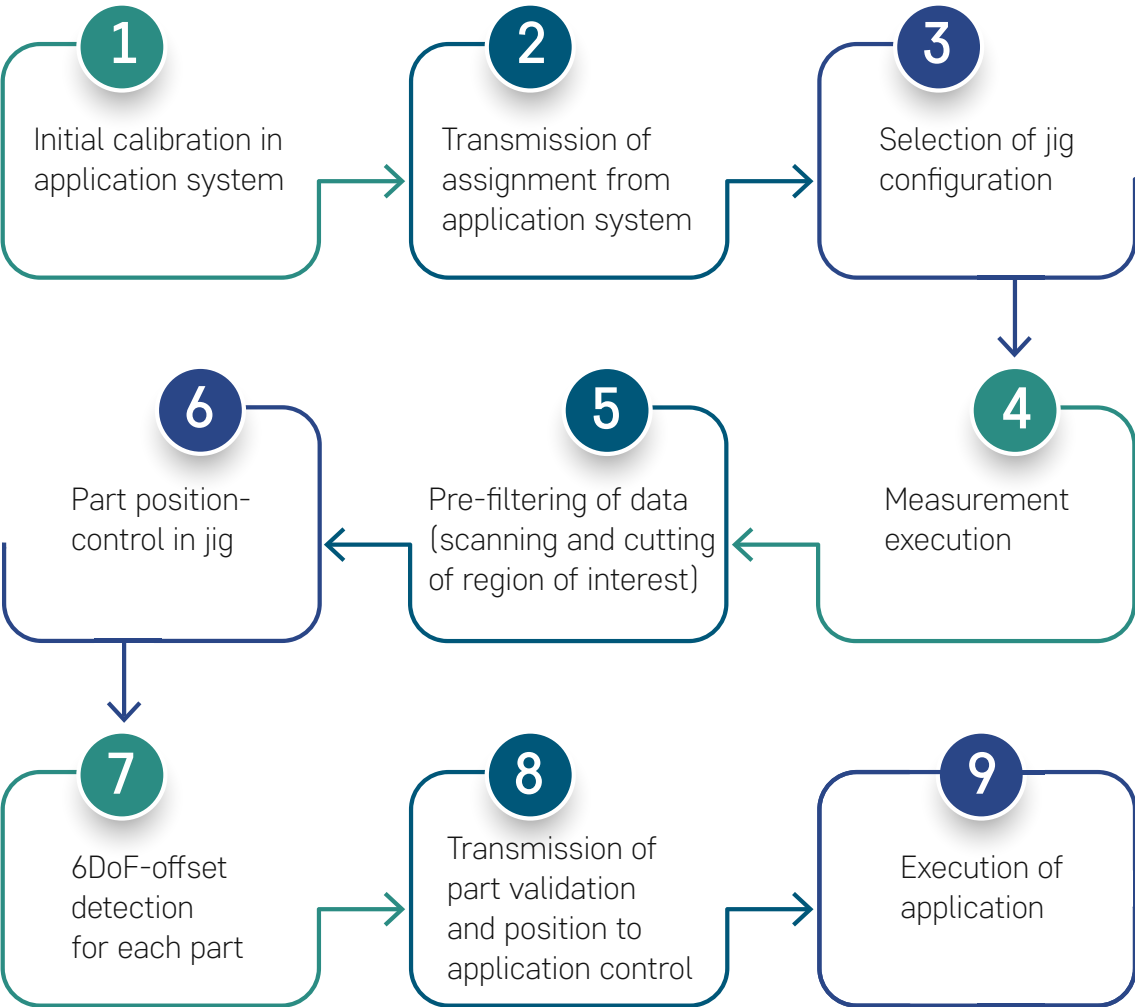 1
Initial calibration in
application system
2
Transmission of
assignment from
application system
3
Selection of jig
configuration
4
Measurement
execution
5
Pre-filtering of data
(scanning and cutting
of region of interest)
6
Part position-
control in jig
7
6DoF-offset
detection
for each part
8
Transmission of
part validation
and position to
application control
9
Execution of
application